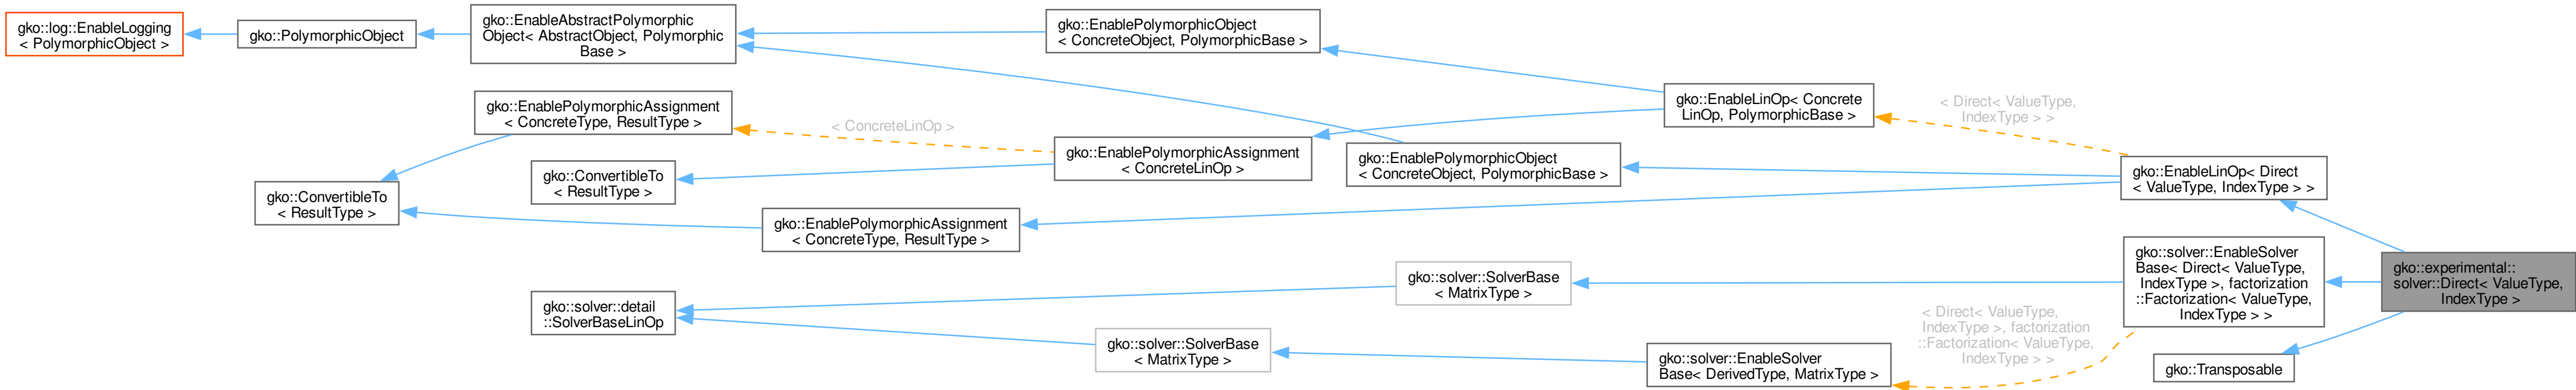 gko::log::EnableLogging
< PolymorphicObject >
gko::PolymorphicObject
gko::EnableAbstractPolymorphic
Object< AbstractObject, Polymorphic
Base >
gko::EnablePolymorphicObject
< ConcreteObject, PolymorphicBase >
gko::EnableLinOp< Concrete
LinOp, PolymorphicBase >
< Direct< ValueType,
IndexType > >
gko::EnablePolymorphicAssignment
< ConcreteType, ResultType >
< ConcreteLinOp >
gko::EnablePolymorphicAssignment
< ConcreteLinOp >
gko::EnablePolymorphicObject
< ConcreteObject, PolymorphicBase >
gko::ConvertibleTo
< ResultType >
gko::ConvertibleTo
< ResultType >
gko::EnableLinOp< Direct
< ValueType, IndexType > >
gko::EnablePolymorphicAssignment
< ConcreteType, ResultType >
gko::solver::SolverBase
< MatrixType >
gko::solver::EnableSolver
Base< Direct< ValueType,
IndexType >, factorization
::Factorization< ValueType,
IndexType > >
gko::experimental::
solver::Direct< ValueType,
IndexType >
gko::solver::detail
::SolverBaseLinOp
gko::solver::SolverBase
< MatrixType >
< Direct< ValueType,
IndexType >, factorization
::Factorization< ValueType,
IndexType > >
gko::solver::EnableSolver
Base< DerivedType, MatrixType >
gko::Transposable